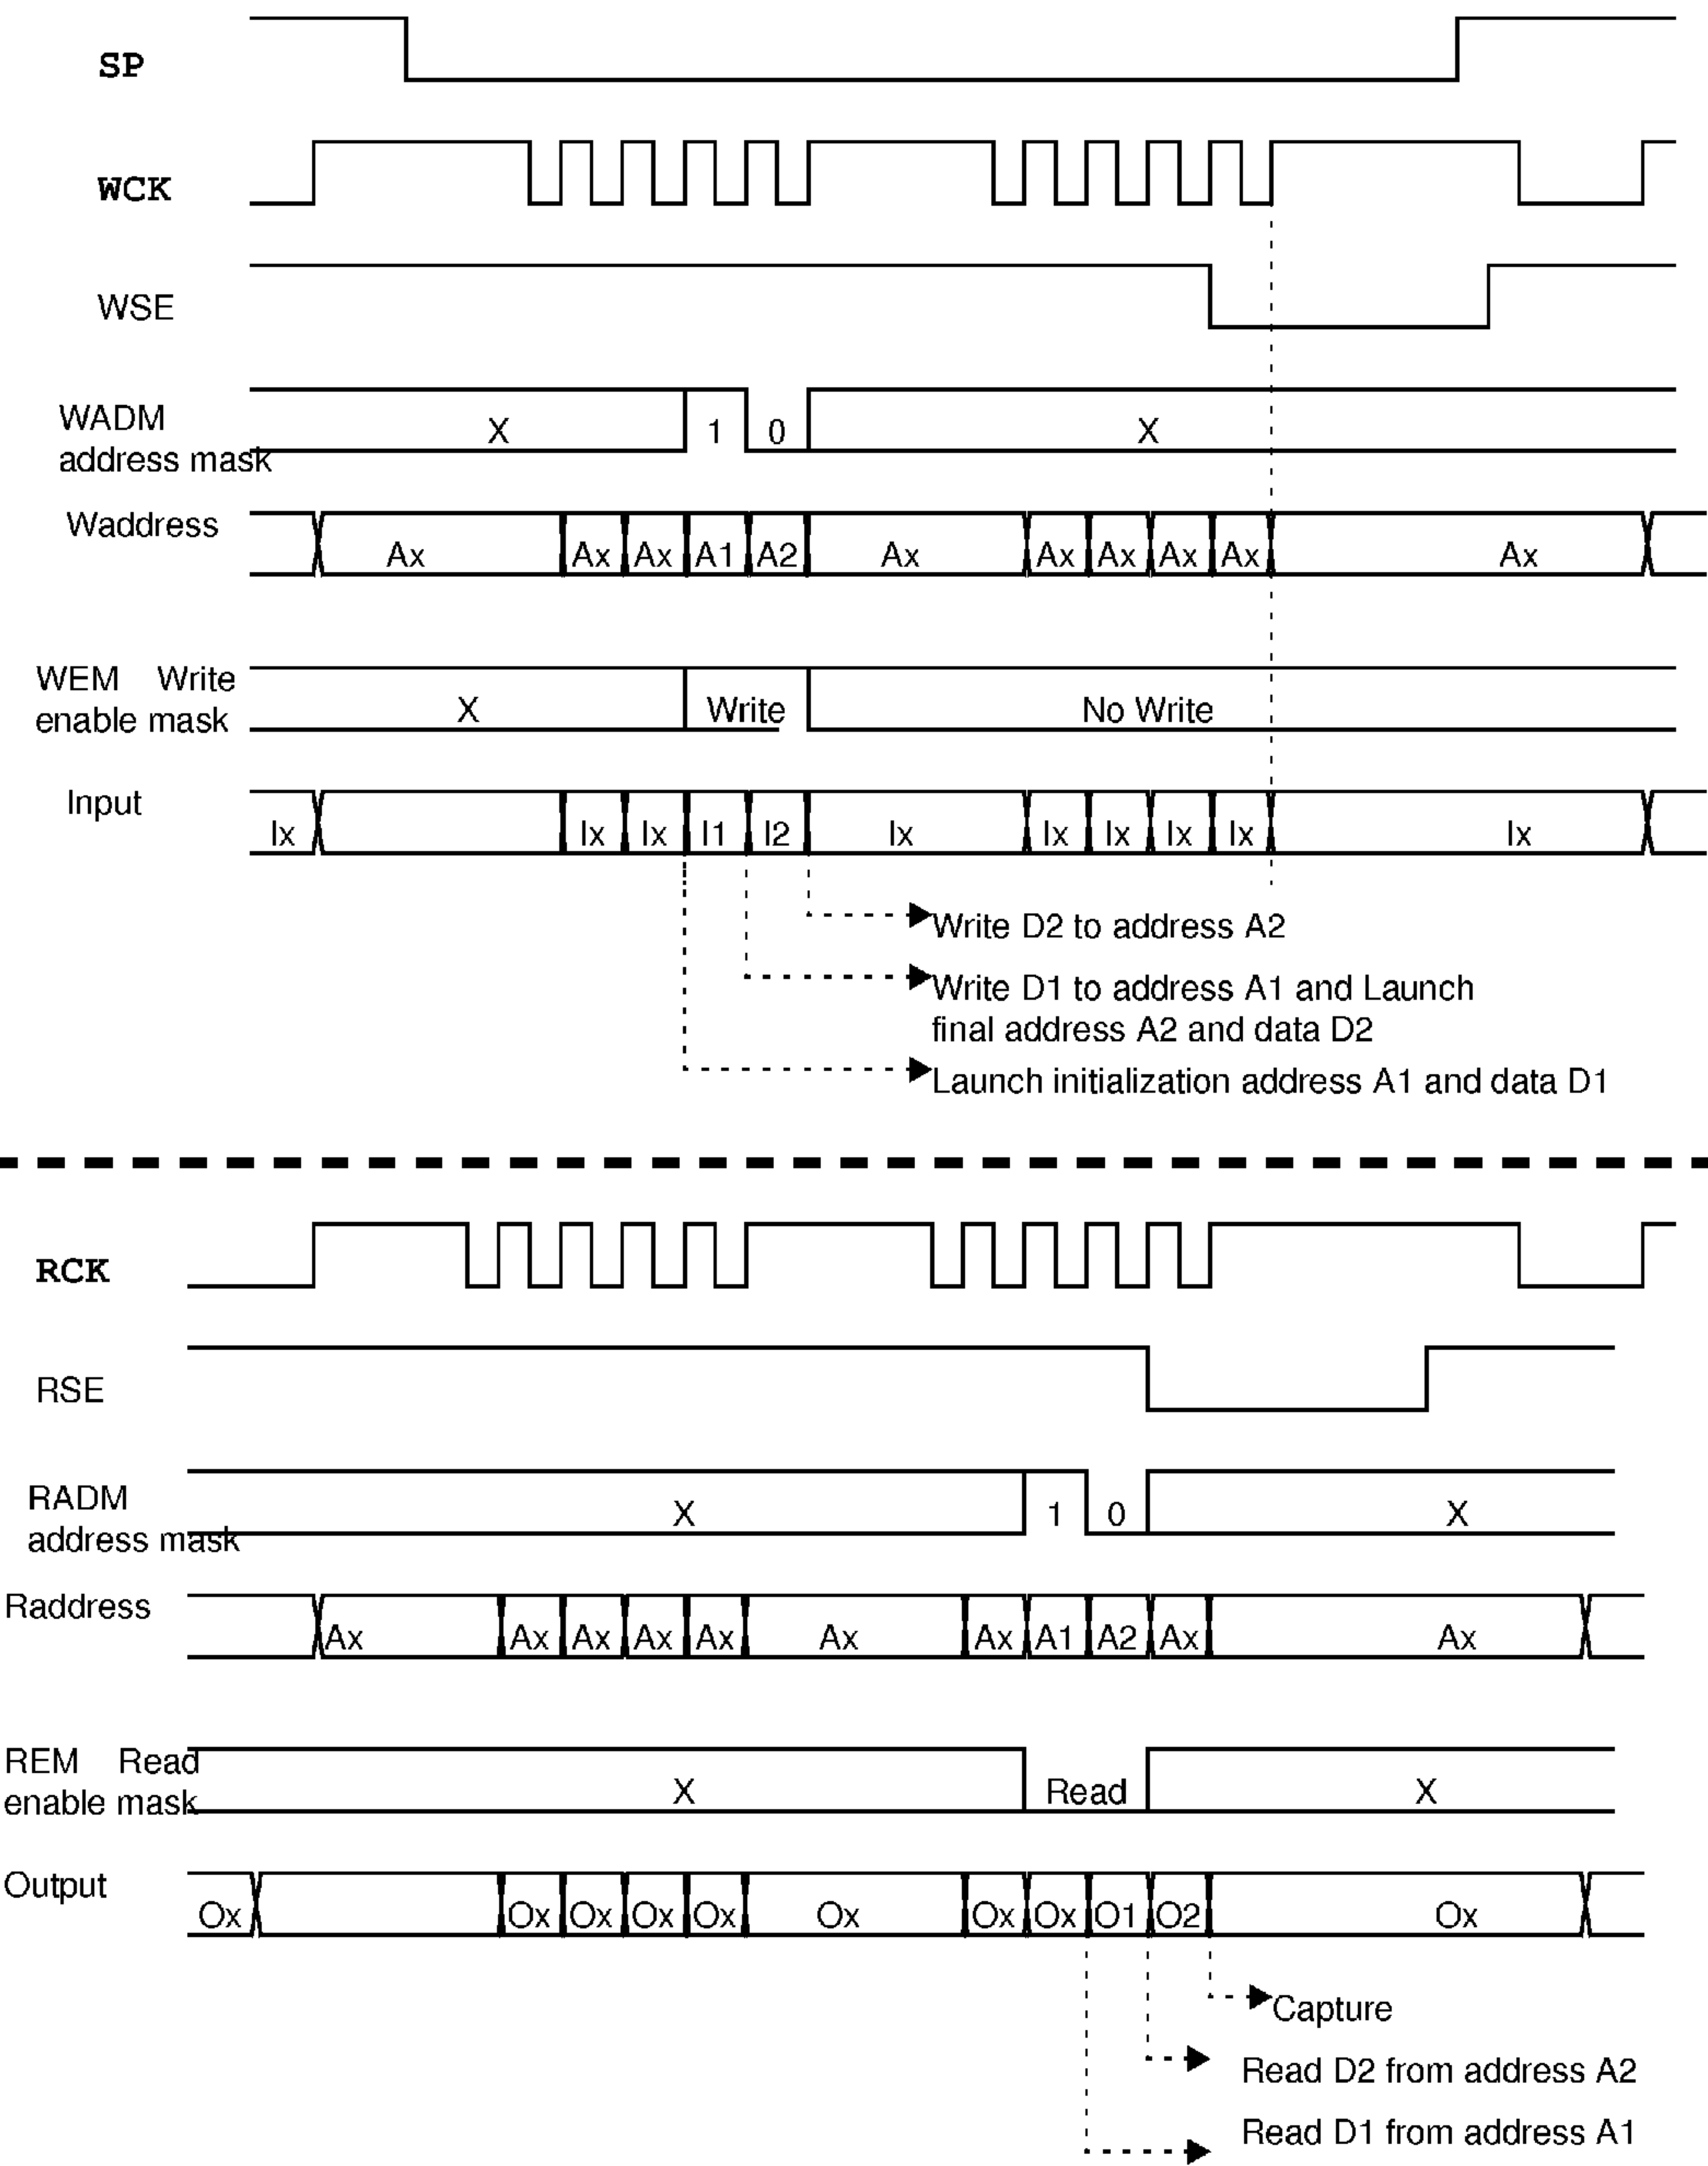 SP
WCK
WSE
WADM
address mask
X 1 0 X
Waddress
Ax Ax Ax A1 A2 Ax Ax Ax Ax Ax Ax
WEM Write
enable mask
X Write No Write
Input
Ix Ix Ix I1 I2 Ix Ix Ix Ix Ix Ix
Write D2 to address A2
Write D1 to address A1 and Launch
final address A2 and data D2
Launch initialization address A1 and data D1
RCK
RSE
RADM
address mask
X 1 0 X
Raddress
Ax Ax Ax Ax Ax Ax Ax A1 A2 Ax Ax
REM Read
enable mask
X Read X
Output
Ox Ox Ox Ox Ox Ox Ox Ox O1 O2 Ox
Capture
Read D2 from address A2
Read D1 from address A1